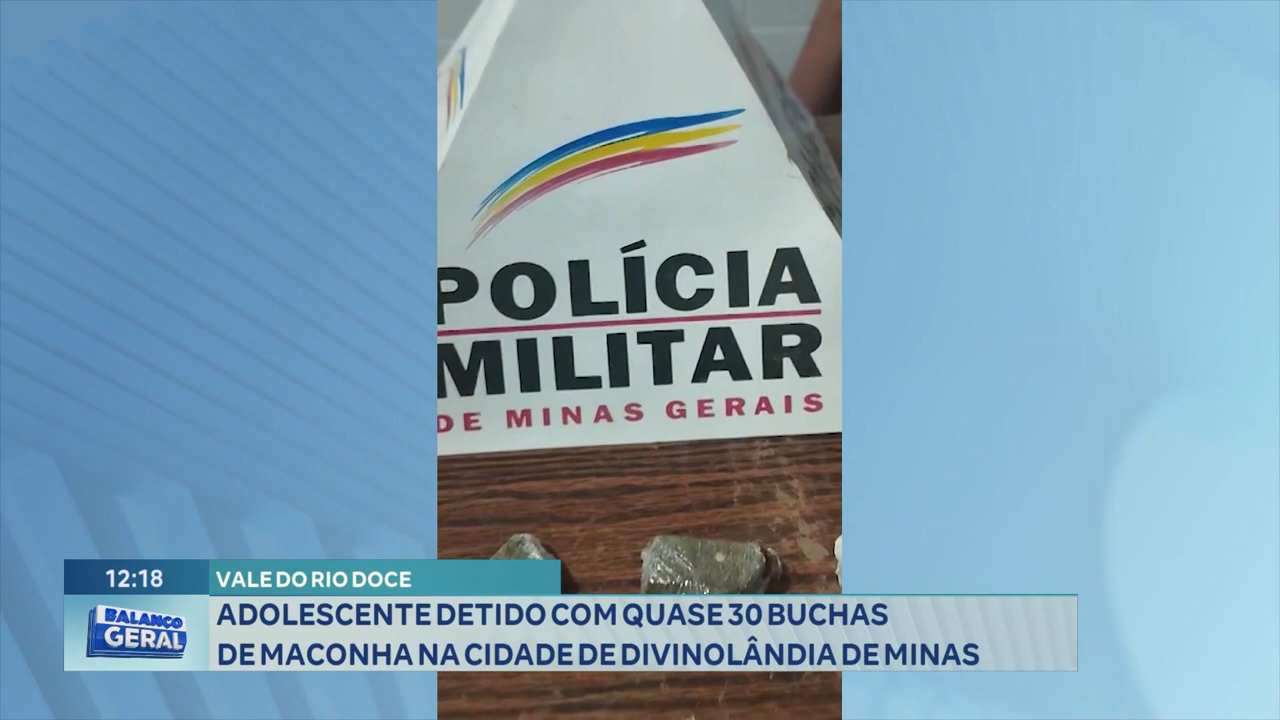 POLÍCIA
MILITAR
DE MINAS GERAIS
12:18
VALE DO RIO DOCE
BALANÇO
GERAL
ADOLESCENTE DETIDO COM QUASE 30 BUCHAS
DE MACONHA NA CIDADE DE DIVINOLÂNDIA DE MINAS